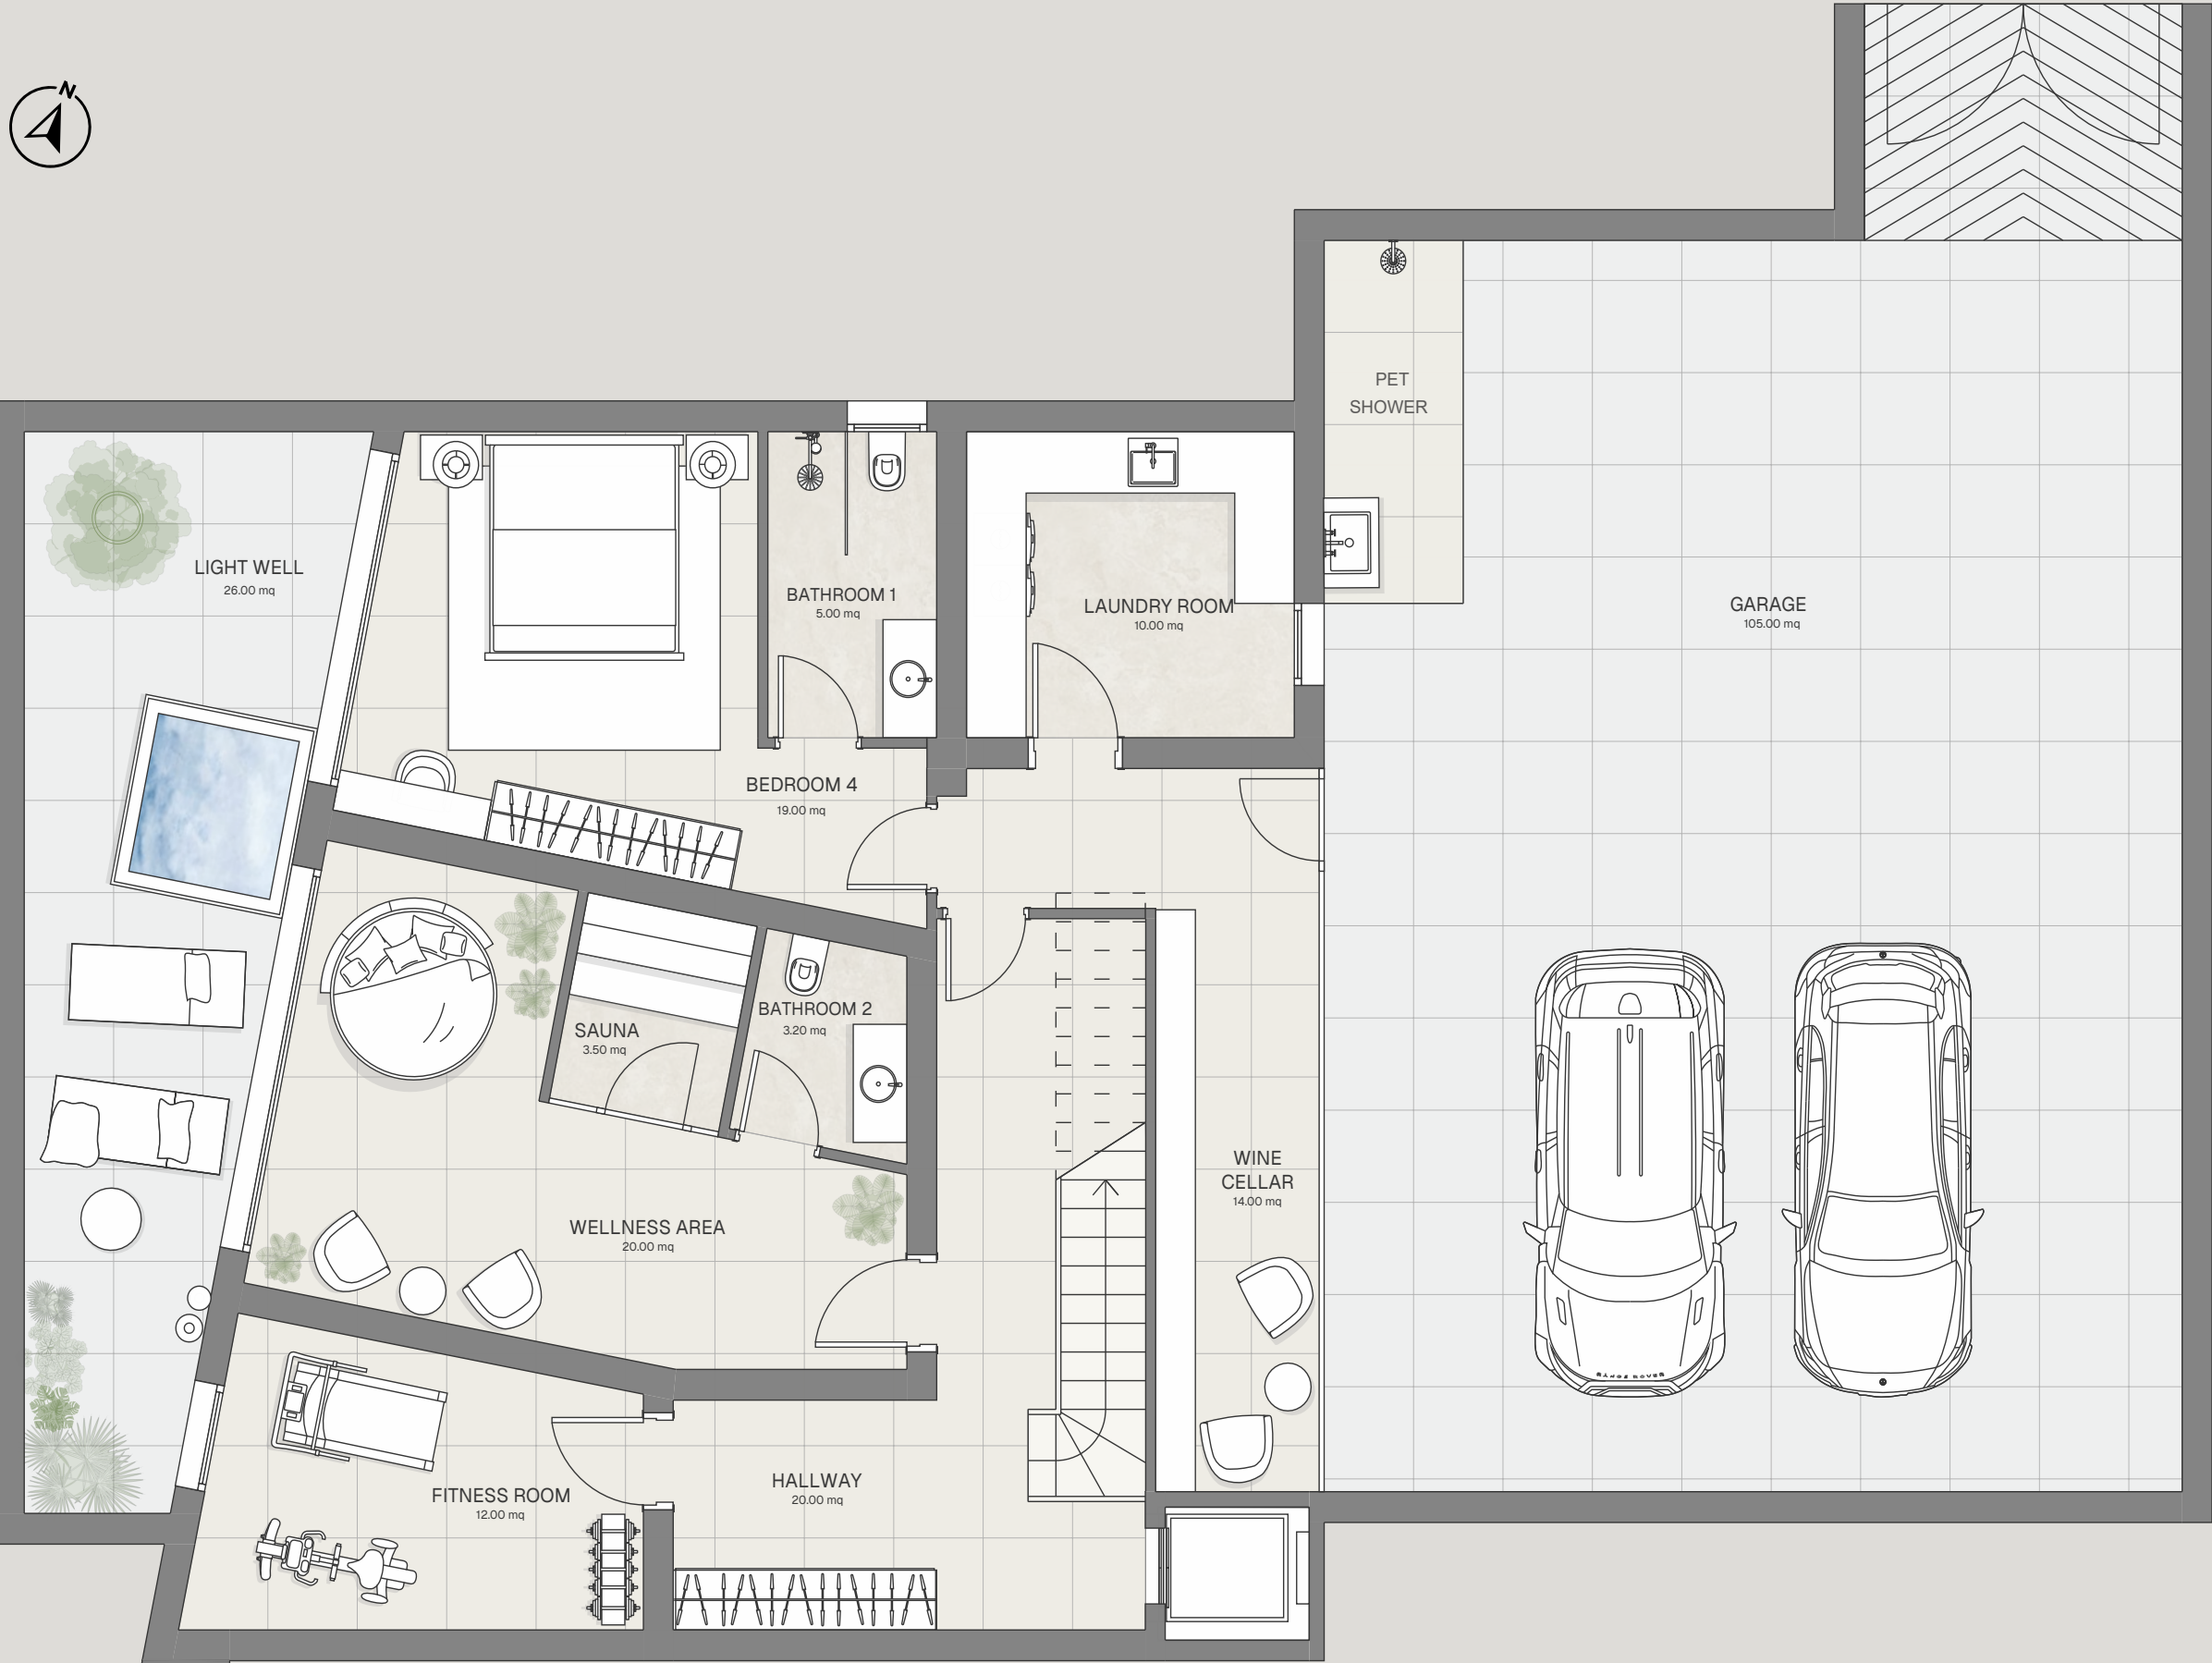 N
PET
SHOWER
LIGHT WELL
26.00 mq
BATHROOM 1
5.00 mq
LAUNDRY ROOM
10.00 mq
GARAGE
105.00 mq
BEDROOM 4
19.00 mq
SAUNA
3.50 mq
BATHROOM 2
3.20 mq
WINE
CELLAR
14.00 mq
WELLNESS AREA
20.00 mq
RANGE ROVER
FITNESS ROOM
12.00 mq
HALLWAY
20.00 mq